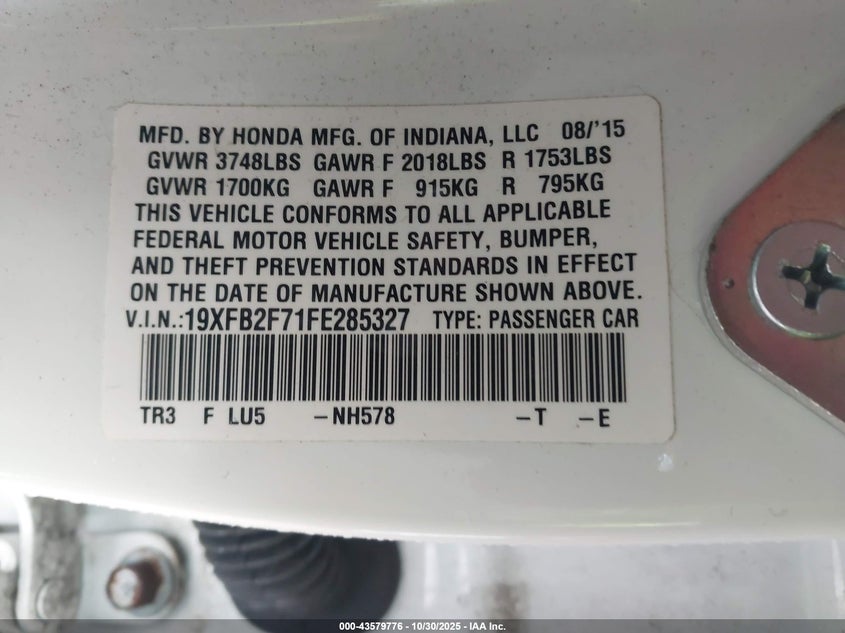 MFD. BY HONDA MFG. OF INDIANA, LLC 08/'15
GVWR 3748LBS GAWR F 2018LBS R 1753LBS
GVWR 1700KG GAWR F 915KG R 795KG
THIS VEHICLE CONFORMS TO ALL APPLICABLE
FEDERAL MOTOR VEHICLE SAFETY, BUMPER,
AND THEFT PREVENTION STANDARDS IN EFFECT
ON THE DATE OF MANUFACTURE SHOWN ABOVE.
V.I.N.:19XFB2F71FE285327 TYPE: PASSENGER CAR
TR3 F LU5 –NH578 –T –E
000-43579776 - 10/30/2025 - IAA Inc.